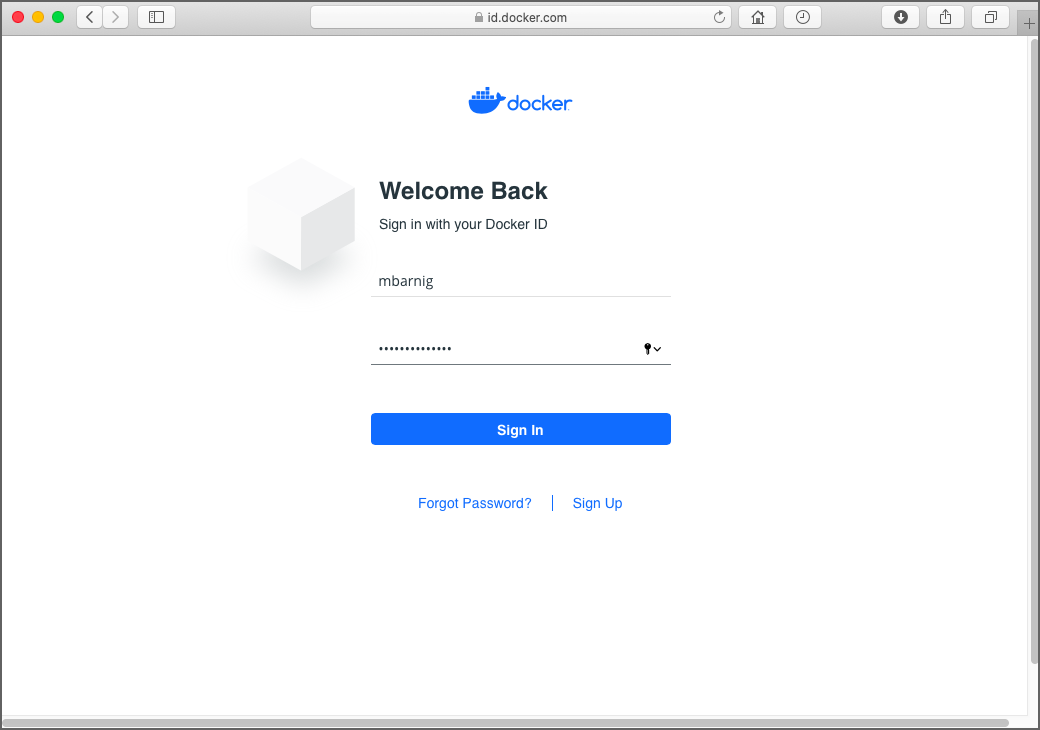 id.docker.com
docker
Welcome Back
Sign in with your Docker ID
mbarnig
••••••••••••••
Sign In
Forgot Password? | Sign Up